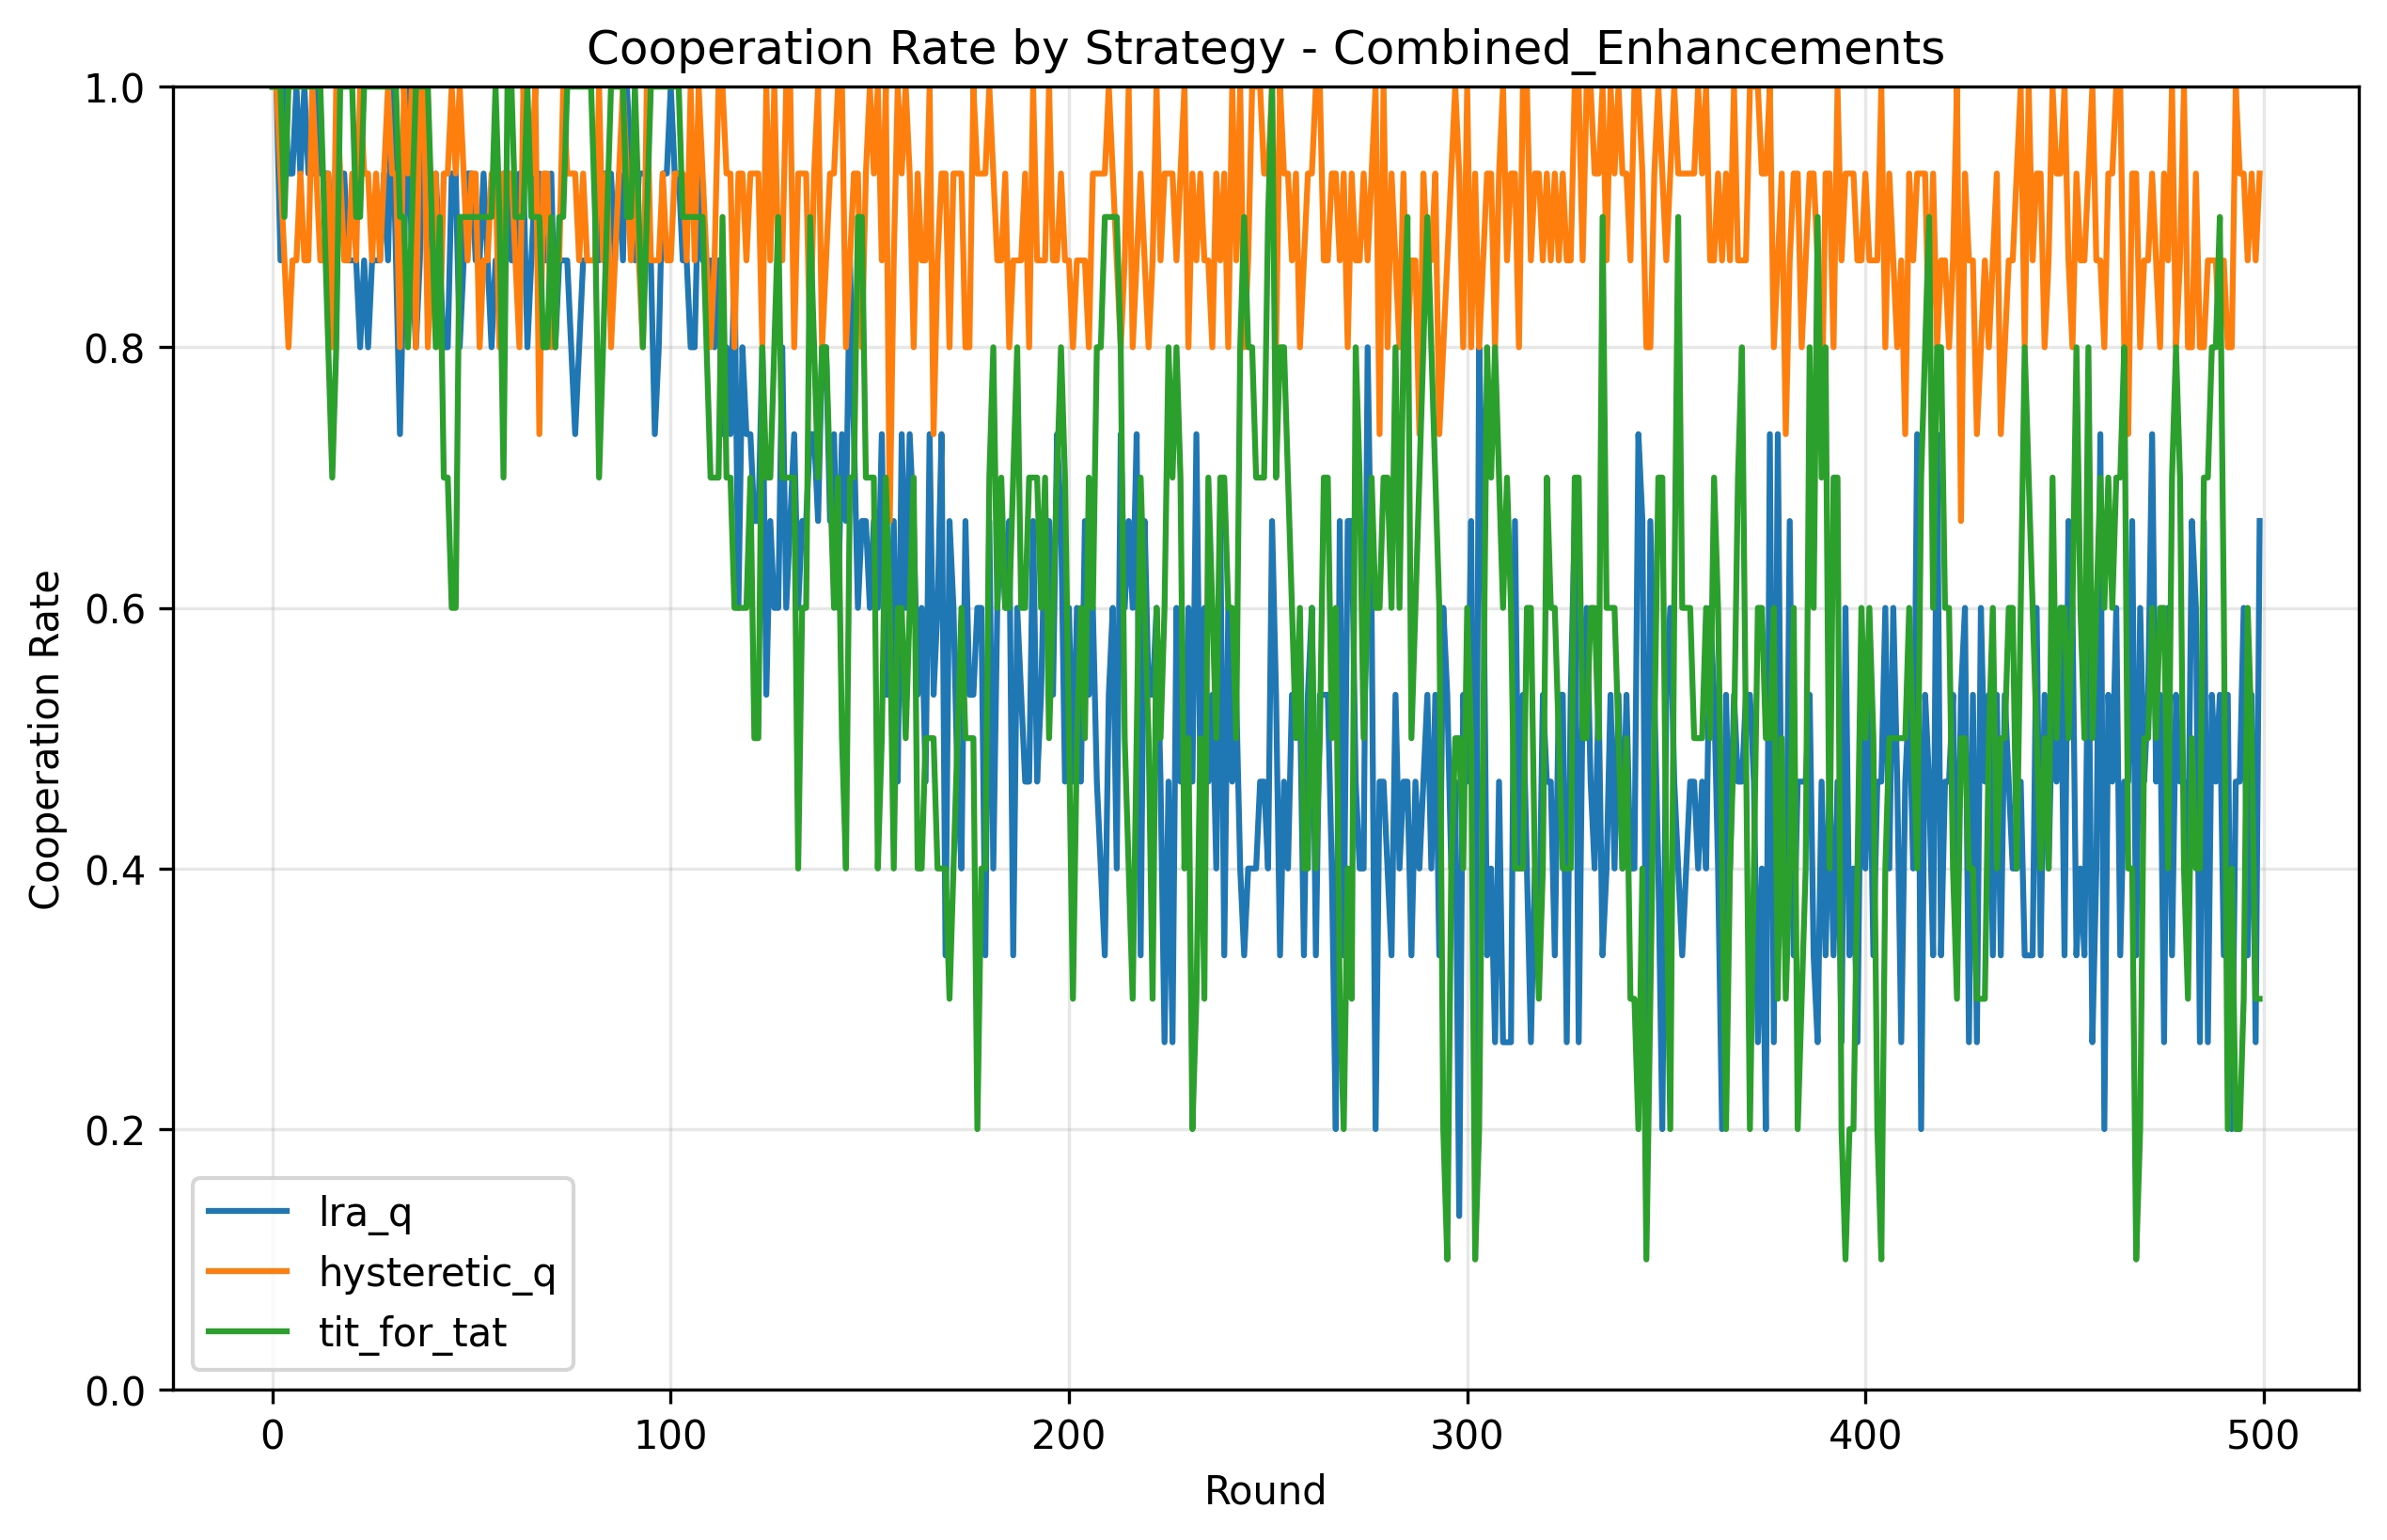 Cooperation Rate by Strategy - Combined_Enhancements
1.0
0.8
0.6
0.4
0.2
0.0
Cooperation Rate
lra_q
hysteretic_q
tit_for_tat
0 100 200 300 400 500
Round